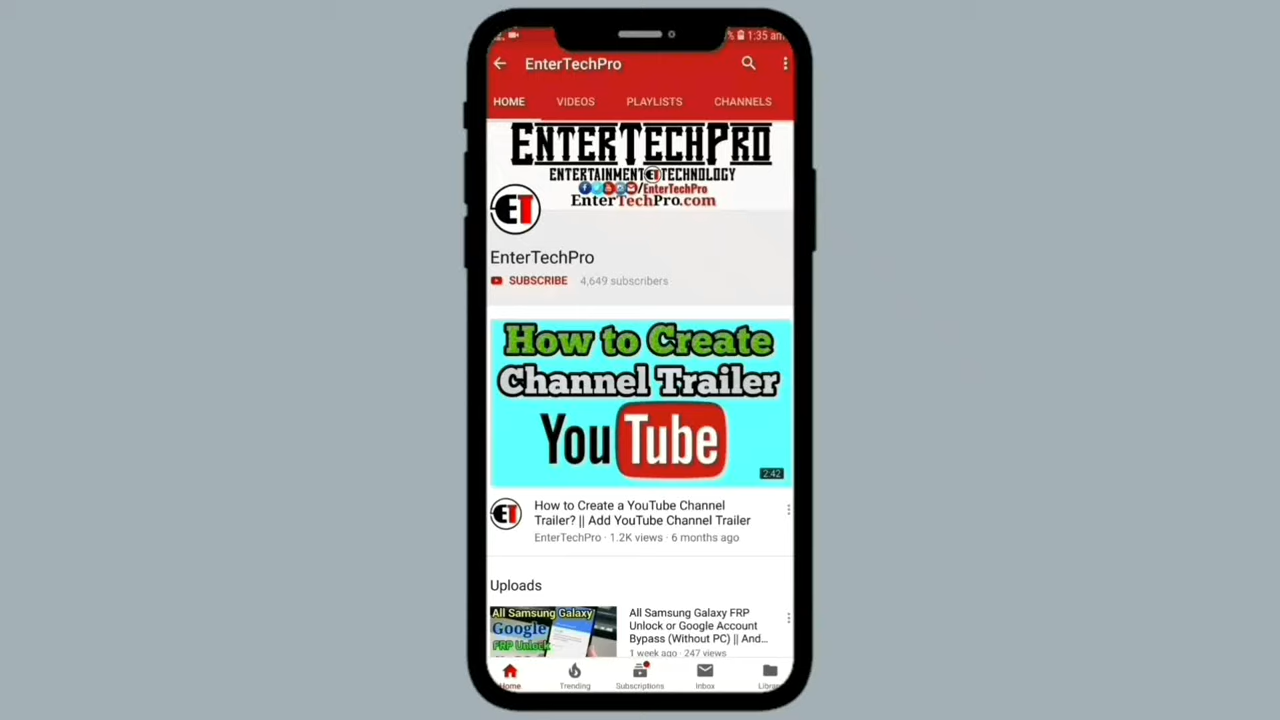 % 1:35 am
EnterTechPro
HOME VIDEOS PLAYLISTS CHANNELS
ENTERTECHPRO
ENTERTAINMENT ET TECHNOLOGY
/EnterTechPro
EnterTechPro.com
ET
EnterTechPro
SUBSCRIBE 4,649 subscribers
How to Create
Channel Trailer
YouTube
2:42
ET
How to Create a YouTube Channel
Trailer? || Add YouTube Channel Trailer
EnterTechPro · 1.2K views · 6 months ago
Uploads
All Samsung Galaxy
Google
FRP Unlock
All Samsung Galaxy FRP
Unlock or Google Account
Bypass (Without PC) || And...
1 week ago · 247 views
Home Trending Subscriptions Inbox Librar